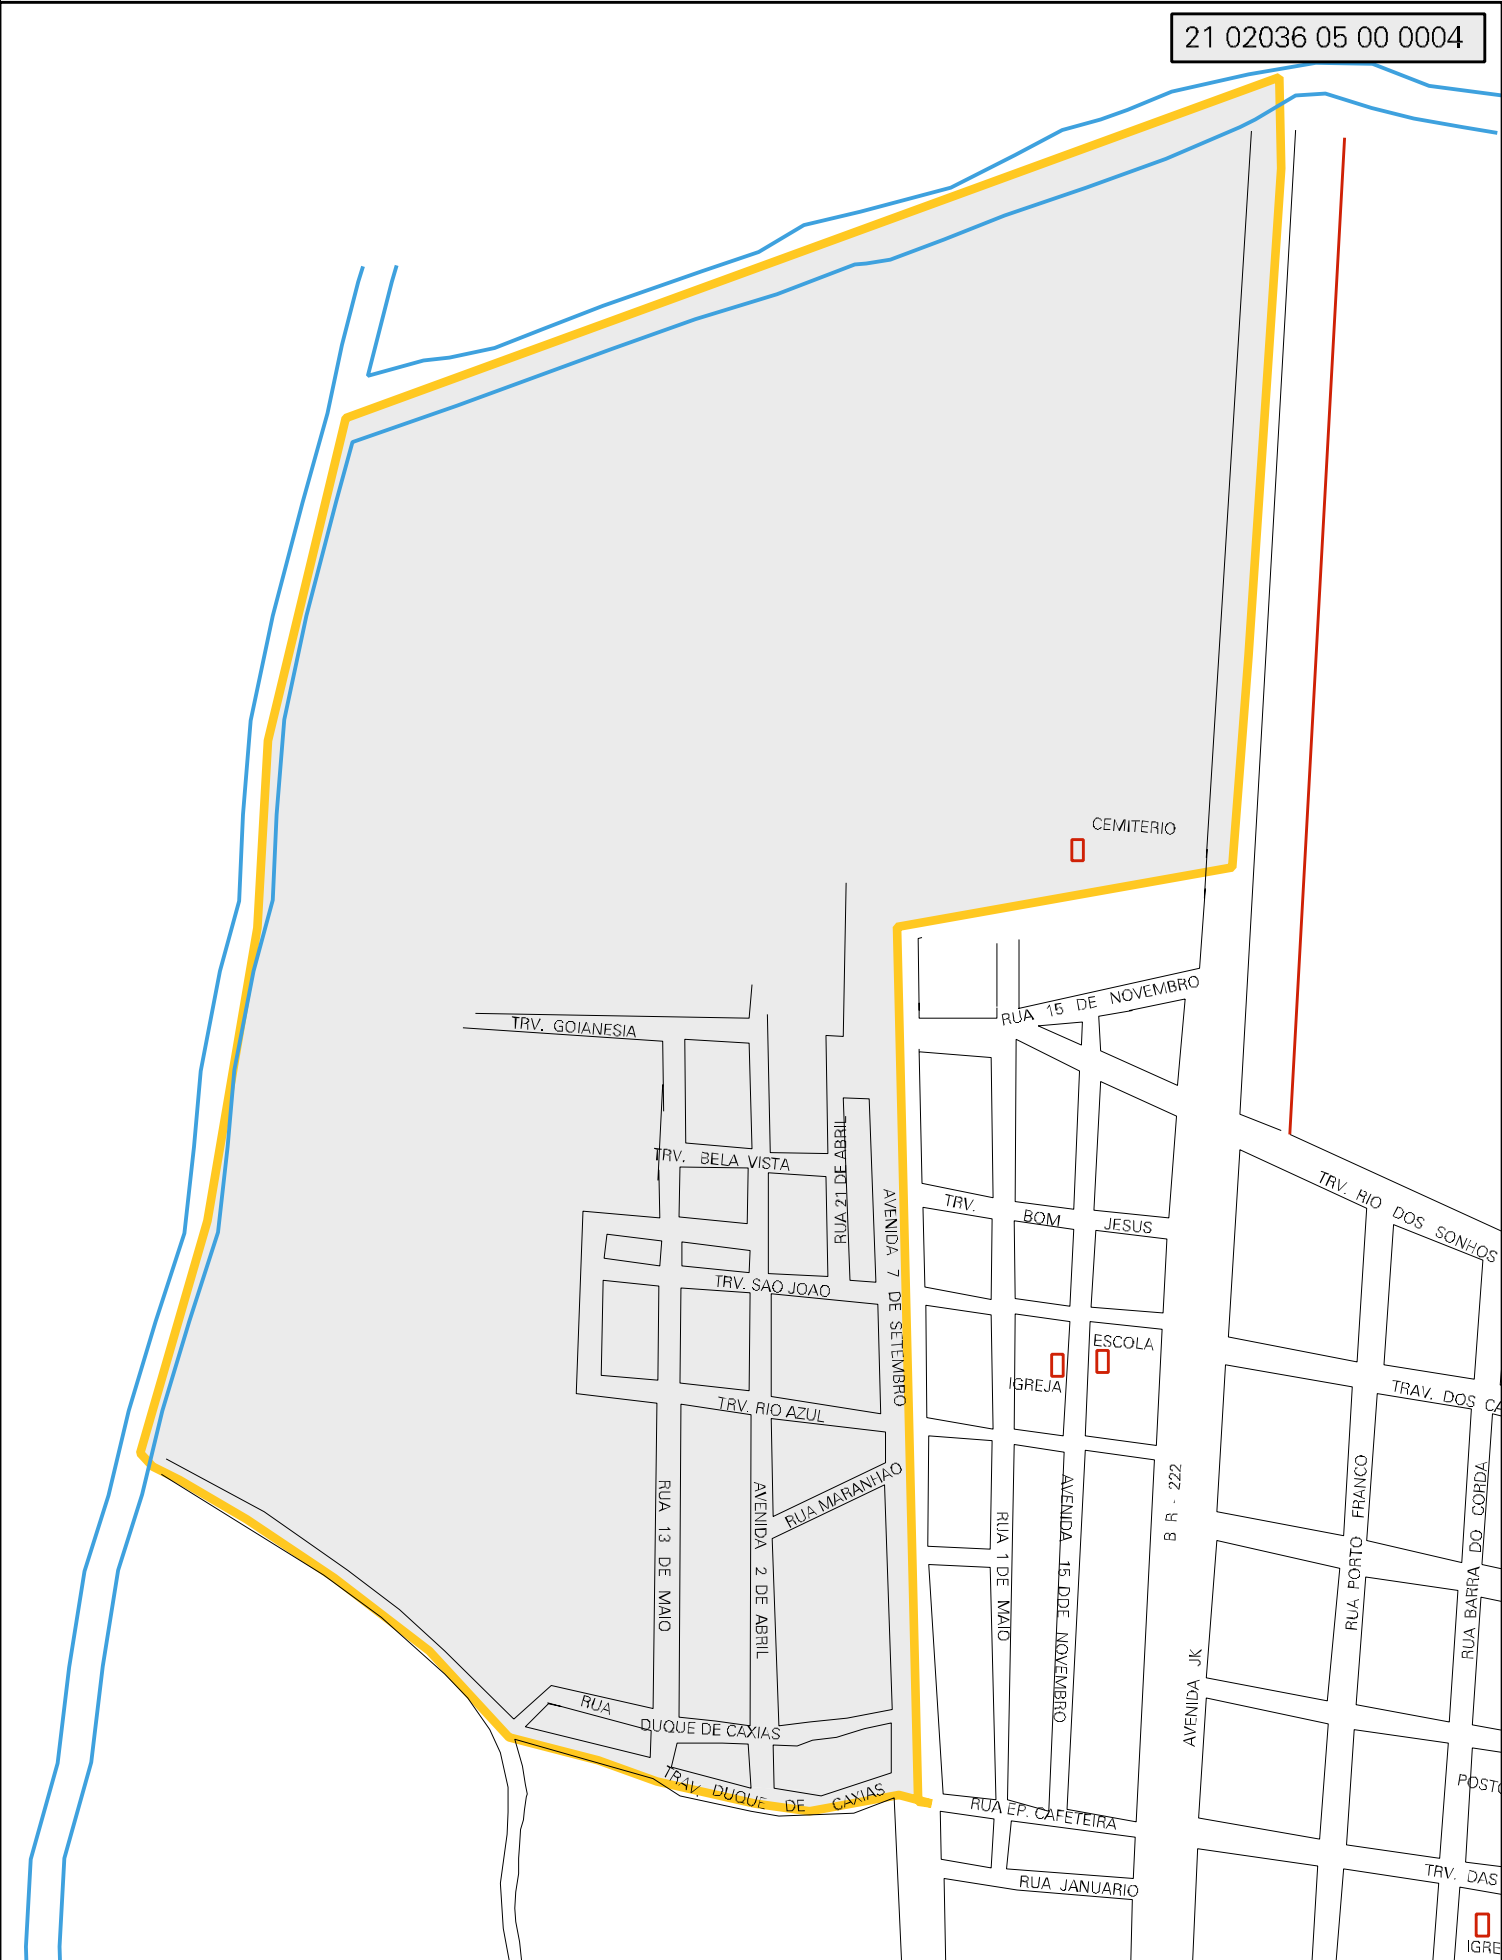 21 02036 05 00 0004
CEMITERIO
RUA 15 DE NOVEMBRO
TRV. GOIANESIA
TRV. BELA VISTA
RUA 21 DE ABRIL
AVENIDA 7 DE SETEMBRO
TRV. BOM JESUS
TRV. RIO DOS SONHOS
TRV. SAO JOAO
ESCOLA
IGREJA
TRV. RIO AZUL
TRAV. DOS CA
RUA MARANHAO
RUA 13 DE MAIO
AVENIDA 2 DE ABRIL
RUA 1 DE MAIO
AVENIDA 15 DDE NOVEMBRO
B R - 222
RUA PORTO FRANCO
RUA BARRA DO CORDA
AVENIDA JK
RUA DUQUE DE CAXIAS
TRAV. DUQUE DE CAXIAS
POSTO
RUA EP. CAFETEIRA
TRV. DAS
RUA JANUARIO
IGRE